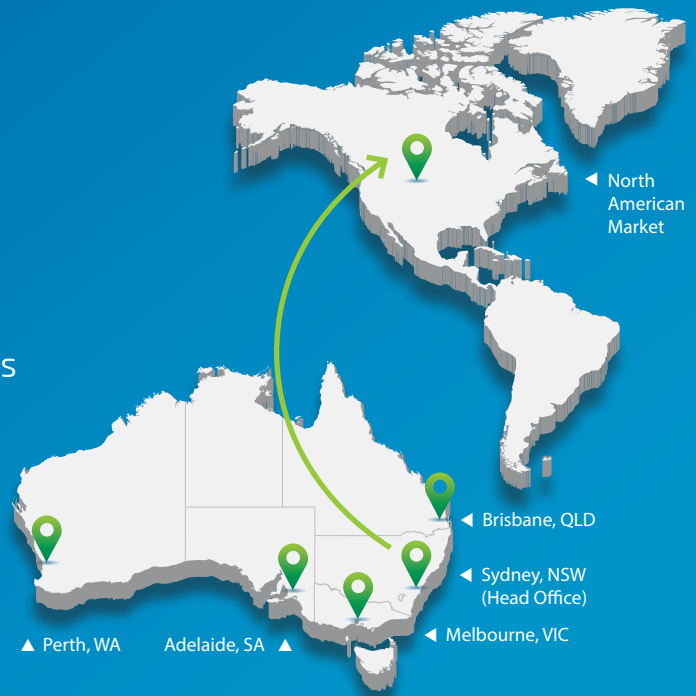 North
American
Market
s
Brisbane, QLD
Sydney, NSW
(Head Office)
Melbourne, VIC
Perth, WA
Adelaide, SA